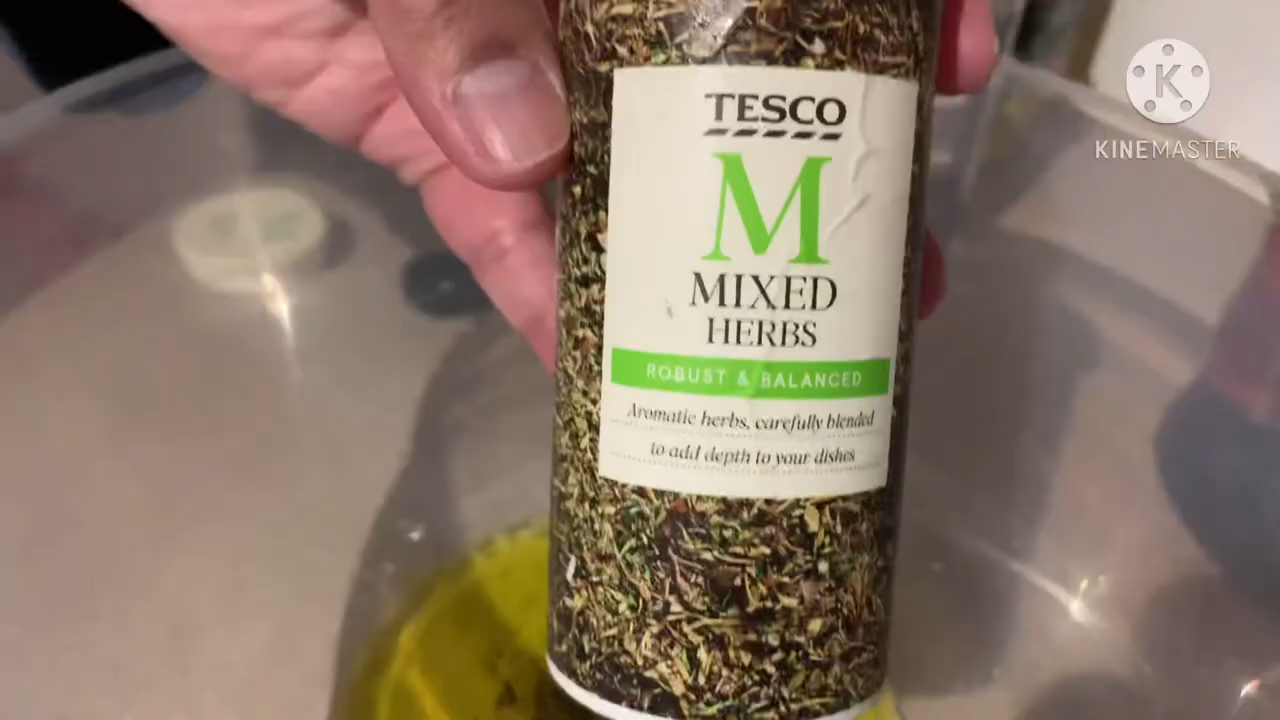 TESCO
M
MIXED
HERBS
ROBUST & BALANCED
Aromatic herbs, carefully blended
to add depth to your dishes
K
KINEMASTER